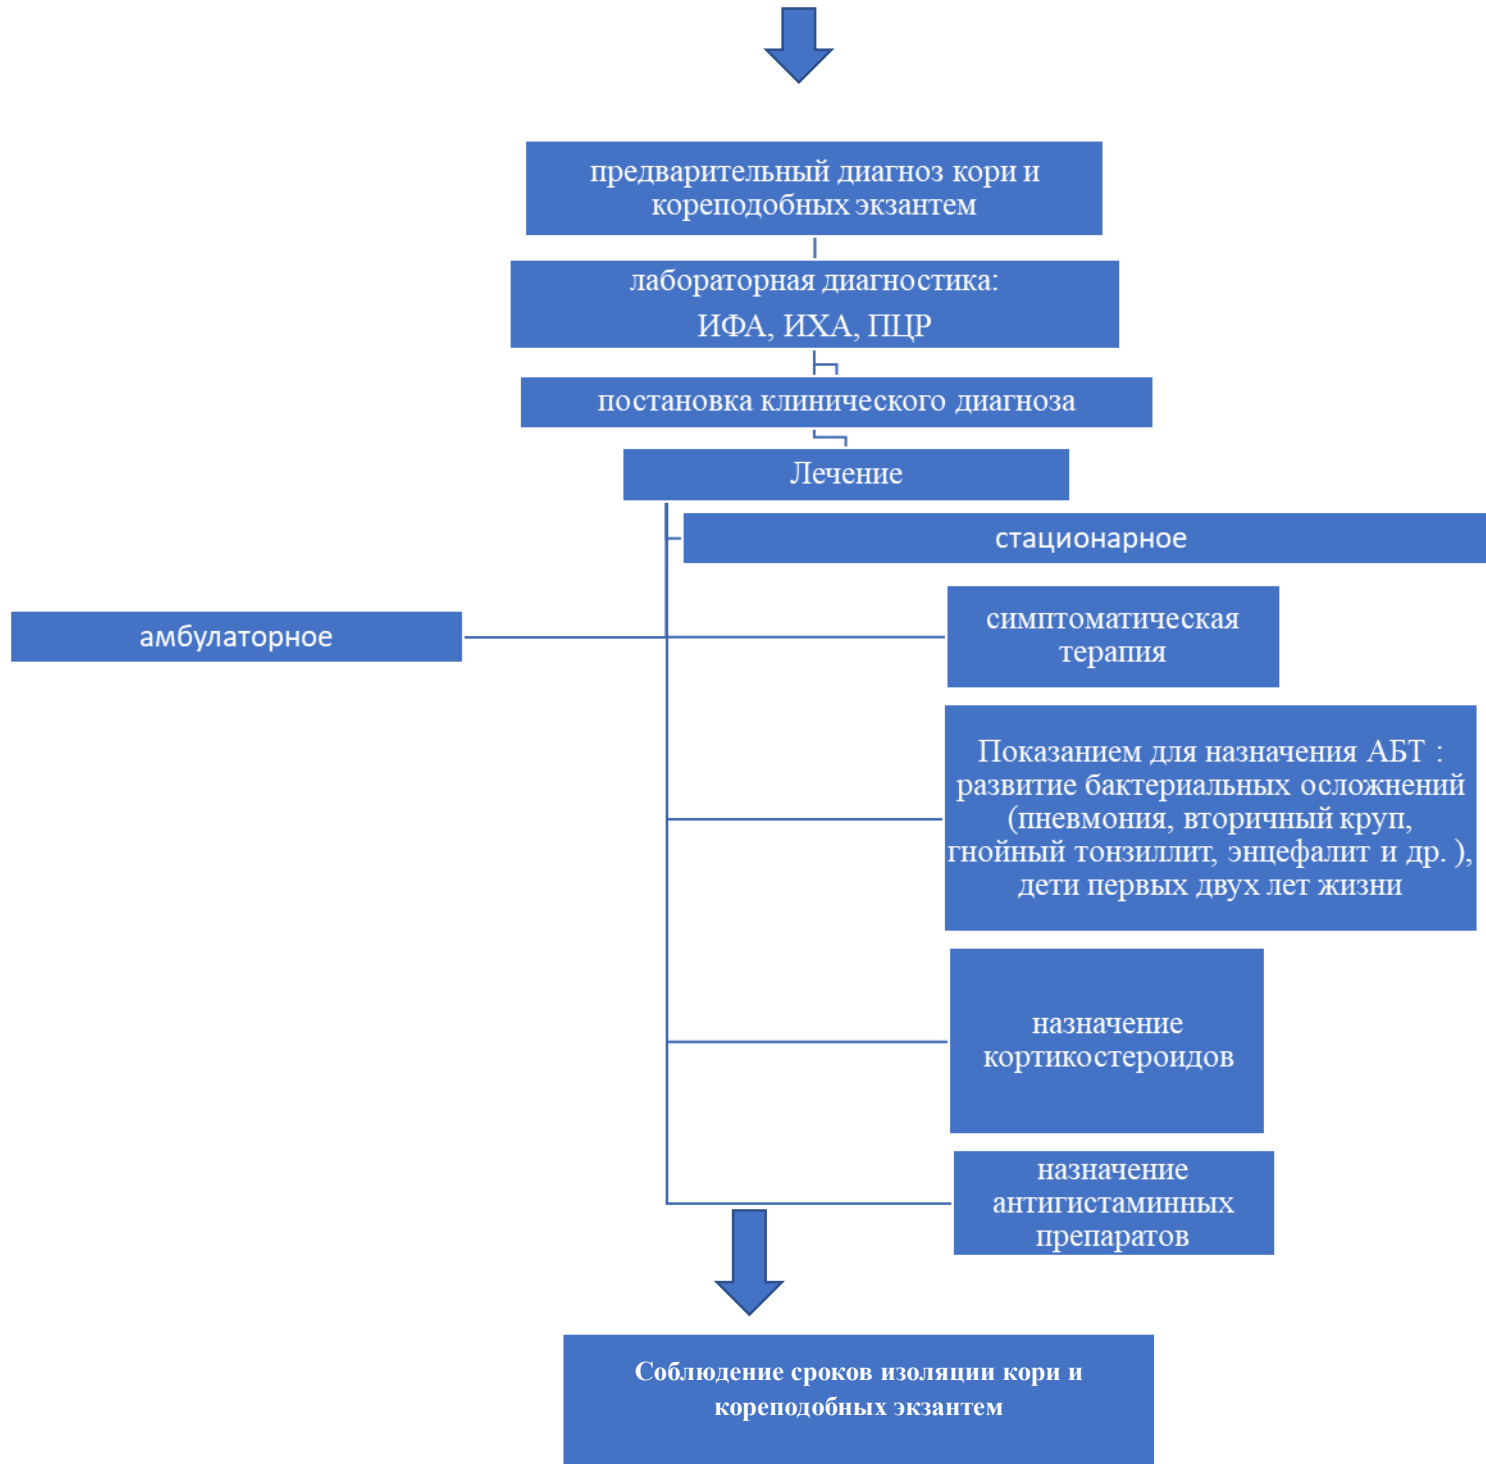 предварительный диагноз кори и
кореподобных экзантем
лабораторная диагностика:
ИФА, ИХА, ПЦР
постановка клинического диагноза
Лечение
стационарное
амбулаторное
симптоматическая
терапия
Показанием для назначения АБТ :
развитие бактериальных осложнений
(пневмония, вторичный круп,
гнойный тонзиллит, энцефалит и др. ),
дети первых двух лет жизни
назначение
кортикостероидов
назначение
антигистаминных
препаратов
Соблюдение сроков изоляции кори и
кореподобных экзантем